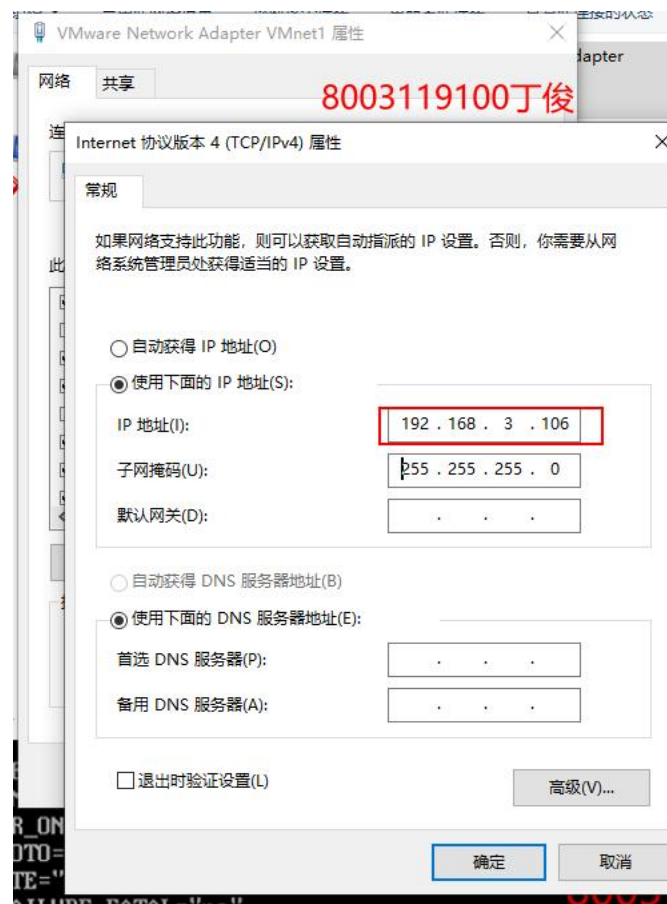 VMware Network Adapter VMnet1 属性
dapter
网络
共享
8003119100丁俊
连
Internet 协议版本 4 (TCP/IPv4) 属性
常规
如果网络支持此功能，则可以获取自动指派的 IP 设置。否则，你需要从网
络系统管理员处获得适当的 IP 设置。
此
自动获得 IP 地址(O)
使用下面的 IP 地址(S):
IP 地址(I):
192 . 168 . 3 . 106
子网掩码(U):
255 . 255 . 255 . 0
默认网关(D):
. . .
自动获得 DNS 服务器地址(B)
使用下面的 DNS 服务器地址(E):
首选 DNS 服务器(P):
. . .
备用 DNS 服务器(A):
. . .
退出时验证设置(L)
高级(V)...
R_ON
OTO=
TE="
确定
取消
8003